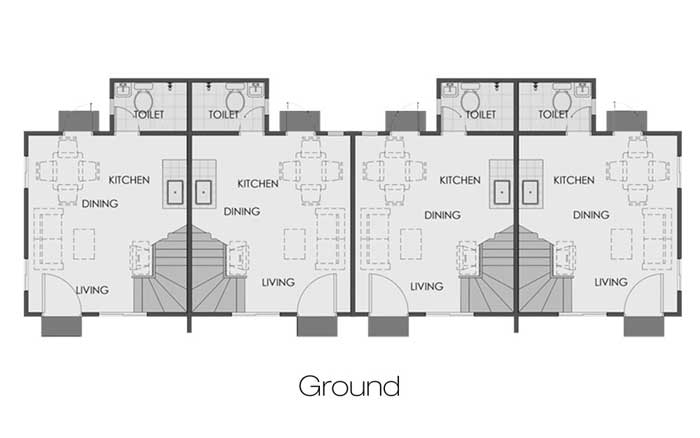 TOILET TOILET TOILET TOILET
KITCHEN KITCHEN KITCHEN KITCHEN
DINING DINING DINING DINING
LIVING LIVING LIVING LIVING
Ground